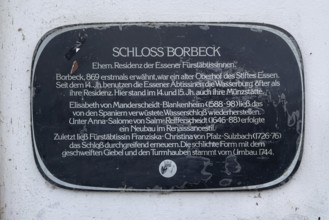 SCHLOSS BORBECK
Ehem. Residenz der Essener Fürstäbtissinnen.
Borbeck, 869 erstmals erwähnt, war ein alter Oberhof des Stiftes Essen.
Seit dem 14. Jh. benutzen die Essener Äbtissinnen die Wasserburg öfter als
ihre Residenz. Hier stand im 14. und 15. Jh. auch ihre Münzstätte.
Elisabeth von Manderscheidt-Blankenheim (1588-98) ließ das
von den Spaniern verwüstete Wasserschloß wiederherstellen.
Unter Anna-Salome von Salm-Reifferscheidt (1646-88) erfolgte
ein Neubau im Renaissancestil.
Zuletzt ließ Fürstäbtissin Franziska-Christina von Pfalz-Sulzbach (1726-76)
das Schloß durchgreifend erneuern. Die schlichte Form mit dem
geschweiften Giebel und den Turmhauben stammt vom Umbau 1744.